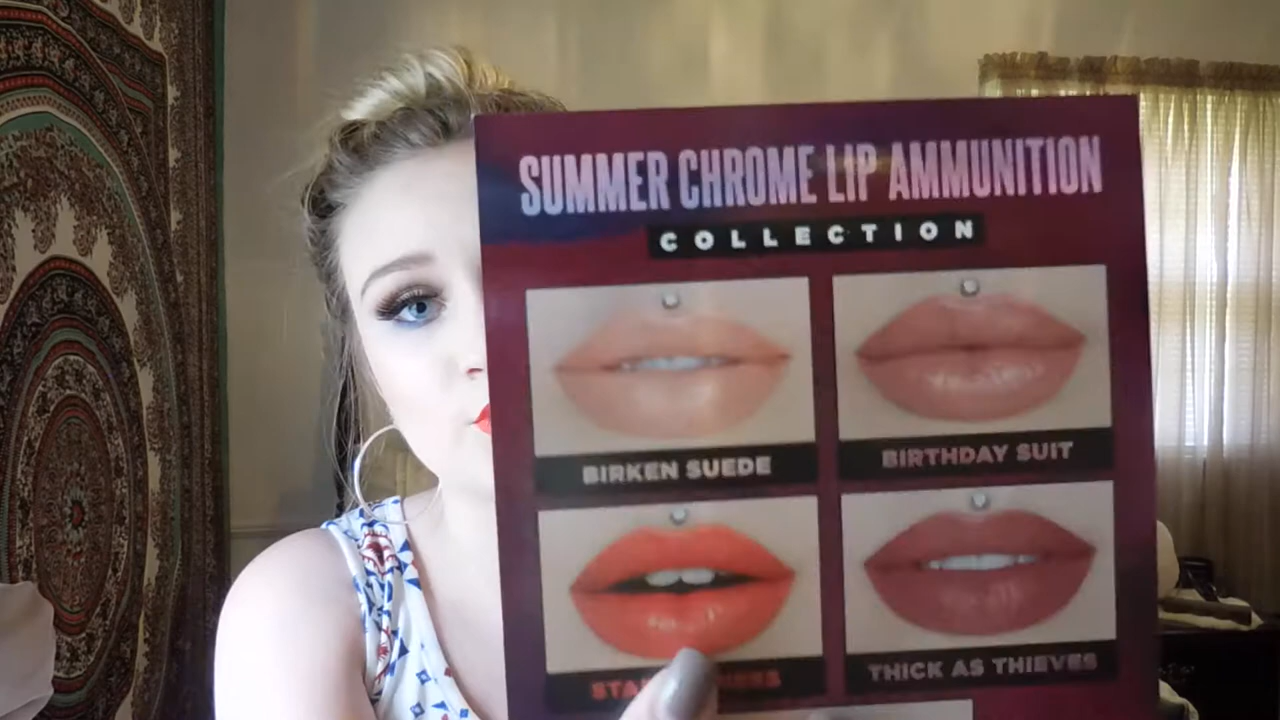 SUMMER CHROME LIP AMMUNITION
COLLECTION
BIRKEN SUEDE
BIRTHDAY SUIT
THICK AS THIEVES